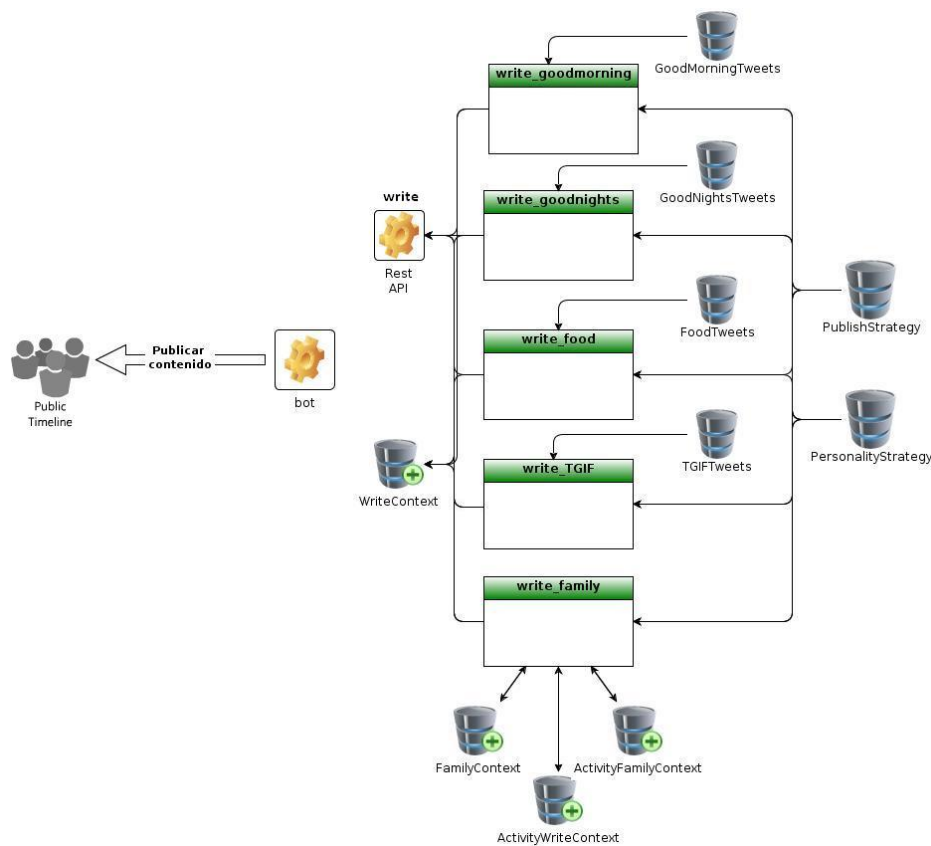 GoodMorningTweets
write_goodmorning
GoodNightsTweets
write_goodnights
write
Rest
API
PublishStrategy
FoodTweets
write_food
Publicar
contenido
Public
Timeline
bot
PersonalityStrategy
TGIFTweets
write_TGIF
WriteContext
write_family
FamilyContext
ActivityFamilyContext
ActivityWriteContext